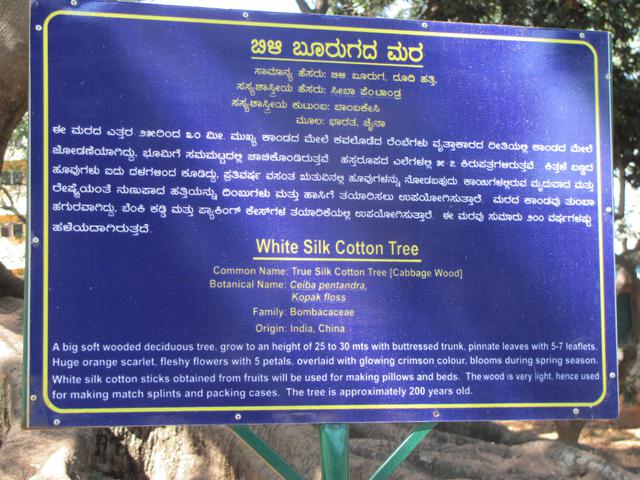 ಬಿಳಿ ಬೂರುಗದ ಮರ
ಸಾಮಾನ್ಯ ಹೆಸರು: ಬಿಳಿ ಬೂರುಗ, ದೂದಿ ಹತ್ತಿ.
ಸಸ್ಯಶಾಸ್ತ್ರೀಯ ಹೆಸರು: ಸೀಬಾ ಪೆಂಟಾಂಡ್ರ
ಸಸ್ಯಶಾಸ್ತ್ರೀಯ ಕುಟುಂಬ: ಬಾಂಬಕೇಸಿ
ಮೂಲ: ಭಾರತ, ಚೈನಾ
ಈ ಮರದ ಎತ್ತರ ೨೫ರಿಂದ ೩೦ ಮೀ. ಮುಖ್ಯ ಕಾಂಡದ ಮೇಲೆ ಕವಲೊಡೆದ ರೆಂಬೆಗಳು ವೃತ್ತಾಕಾರದ ರೀತಿಯಲ್ಲಿ ಕಾಂಡದ ಮೇಲೆ
ಜೋಡಣೆಯಾಗಿದ್ದು, ಭೂಮಿಗೆ ಸಮಮಟ್ಟದಲ್ಲಿ ಚಾಚಿಕೊಂಡಿರುತ್ತವೆ. ಹಸ್ತರೂಪದ ಎಲೆಗಳಲ್ಲಿ ೫-೭ ಕಿರುಪತ್ರಗಳಿರುತ್ತವೆ. ಕಿತ್ತಳೆ ಬಣ್ಣದ
ಹೂವುಗಳು ಐದು ದಳಗಳಿಂದ ಕೂಡಿದ್ದು, ಪ್ರತಿವರ್ಷ ವಸಂತ ಋತುವಿನಲ್ಲಿ ಹೂವುಗಳನ್ನು ನೋಡಬಹುದು. ಕಾಯಿಗಳಲ್ಲಿರುವ ಮೃದುವಾದ ಮತ್ತು
ರೇಷ್ಮೆಯಂತೆ ನುಣುಪಾದ ಹತ್ತಿಯನ್ನು ದಿಂಬುಗಳು ಮತ್ತು ಹಾಸಿಗೆ ತಯಾರಿಸಲು ಉಪಯೋಗಿಸುತ್ತಾರೆ. ಮರದ ಕಾಂಡವು ತುಂಬಾ
ಹಗುರವಾಗಿದ್ದು, ಬೆಂಕಿ ಕಡ್ಡಿ ಮತ್ತು ಪ್ಯಾಕಿಂಗ್ ಕೇಸ್‌ಗಳ ತಯಾರಿಕೆಯಲ್ಲಿ ಉಪಯೋಗಿಸುತ್ತಾರೆ. ಈ ಮರವು ಸುಮಾರು ೨೦೦ ವರ್ಷಗಳಷ್ಟು
ಹಳೆಯದಾಗಿರುತ್ತದೆ.
White Silk Cotton Tree
Common Name: True Silk Cotton Tree [Cabbage Wood]
Botanical Name: Ceiba pentandra,
Kopak floss
Family: Bombacaceae
Origin: India, China
A big soft wooded deciduous tree, grow to an height of 25 to 30 mts with buttressed trunk, pinnate leaves with 5-7 leaflets.
Huge orange scarlet, fleshy flowers with 5 petals, overlaid with glowing crimson colour, blooms during spring season.
White silk cotton sticks obtained from fruits will be used for making pillows and beds. The wood is very light, hence used
for making match splints and packing cases. The tree is approximately 200 years old.